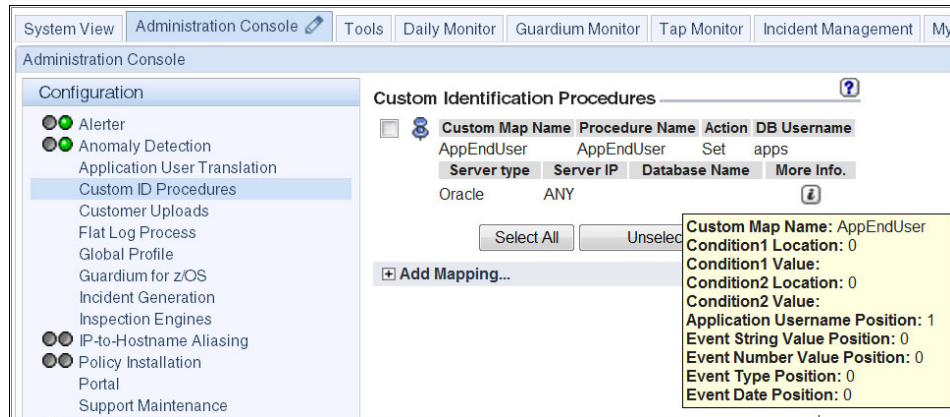 System View Administration Console Tools Daily Monitor Guardium Monitor Tap Monitor Incident Management My
Administration Console
Configuration
Alerter
Anomaly Detection
Application User Translation
Custom ID Procedures
Customer Uploads
Flat Log Process
Global Profile
Guardium for z/OS
Incident Generation
Inspection Engines
IP-to-Hostname Aliasing
Policy Installation
Portal
Support Maintenance
Custom Identification Procedures ?
Custom Map Name Procedure Name Action DB Username
AppEndUser AppEndUser Set apps
Server type Server IP Database Name More Info.
Oracle ANY i
Select All Unselec
+ Add Mapping...
Custom Map Name: AppEndUser
Condition1 Location: 0
Condition1 Value:
Condition2 Location: 0
Condition2 Value:
Application Username Position: 1
Event String Value Position: 0
Event Number Value Position: 0
Event Type Position: 0
Event Date Position: 0